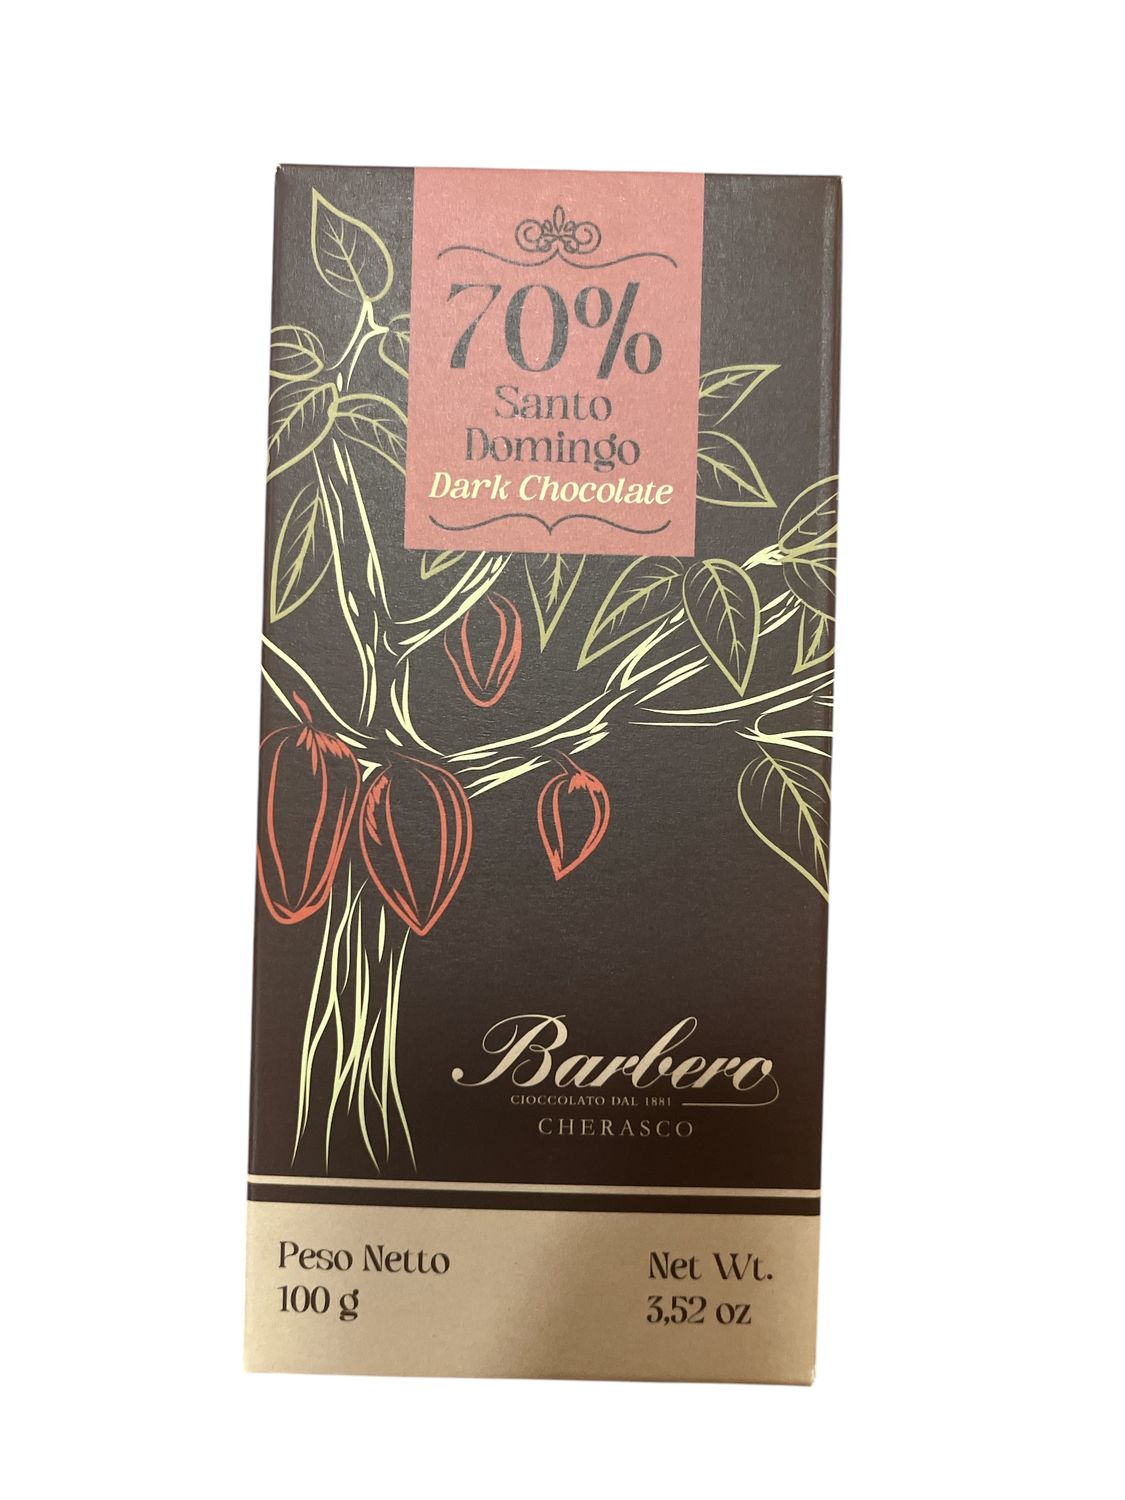 70%
Santo
Domingo
Dark Chocolate
Barbero
CIOCCOLATO DAL 1881
CHERASCO
Peso Netto
100 g
Net Wt.
3,52 oz